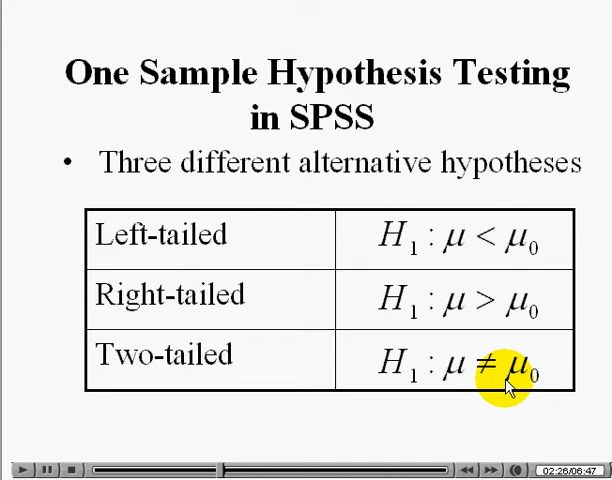 One Sample Hypothesis Testing
in SPSS
• Three different alternative hypotheses
Left-tailed H₁ : μ < μ₀
Right-tailed H₁ : μ > μ₀
Two-tailed H₁ : μ ≠ μ₀
02:26/06:47